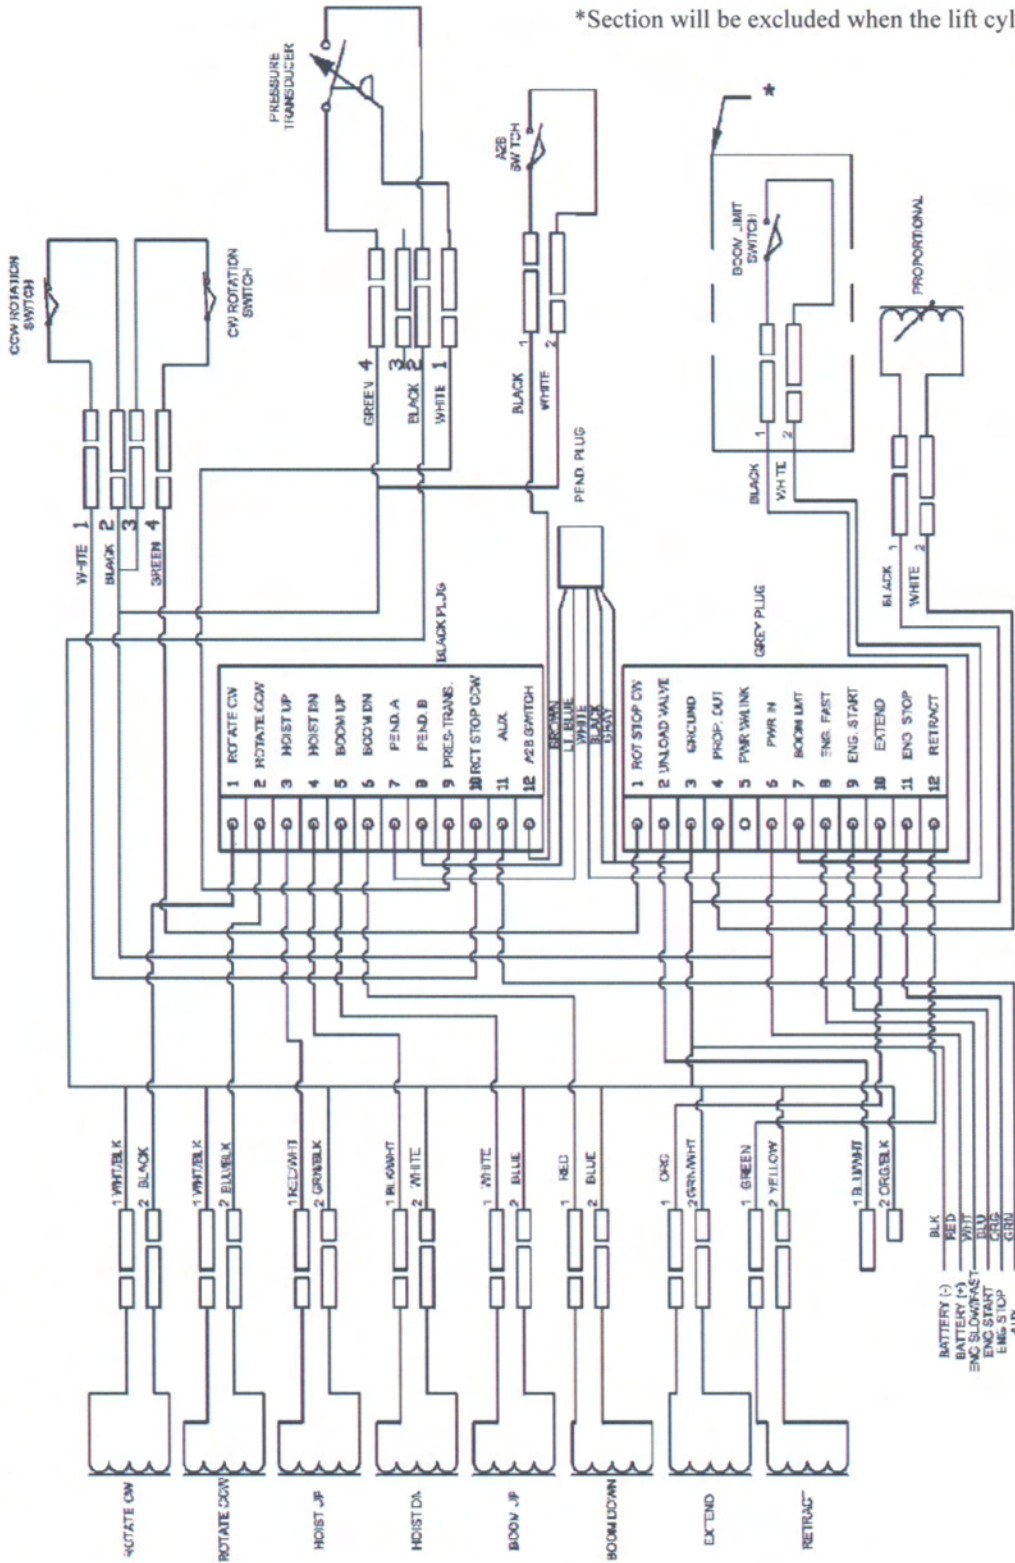 *Section will be excluded when the lift cyl
PRESSURE
TRANSDUCER
A2B
SWITCH
*
BOOM LIMIT
SWITCH
PROPORTIONAL
CCW ROTATION
SWITCH
CW ROTATION
SWITCH
WHITE 1
BLACK 2
3
GREEN 4
GREEN 4
3
BLACK 2
WHITE 1
BLACK 1
WHITE 2
BLACK 1
WHITE 2
BLACK 1
WHITE 2
PEND. PLUG
BLACK PLUG
1 ROTATE CW
2 ROTATE CCW
3 HOIST UP
4 HOIST DN
5 BOOM UP
6 BOOM DN
7 PEND. A
8 PEND. B
9 PRES-TRANS.
10 ROT STOP CCW
11 AUX
12 A2B SWITCH
BROWN
LT. BLUE
WHITE
BLACK
GRAY
GREY PLUG
1 ROT STOP CW
2 UNLOAD VALVE
3 GROUND
4 PROP. OUT
5 PWR W/LINK
6 PWR IN
7 BOOM LMT
8 ENG. FAST
9 ENG. START
10 EXTEND
11 ENG STOP
12 RETRACT
1 WHT/BLK
2 BLACK
1 WHT/BLK
2 BLU/BLK
1 RED/WHT
2 GRN/BLK
1 BLK/WHT
2 WHITE
1 WHITE
2 BLUE
1 RED
2 BLUE
1 ORG
2 GRN/WHT
1 GREEN
2 YELLOW
1 BLU/WHT
2 ORG/BLK
BLK
RED
WHT
BLU
ORG
GRN
BATTERY (-)
BATTERY (+)
ENG SLOW/FAST
ENG START
ENG STOP
AUX
ROTATE CW
ROTATE CCW
HOIST UP
HOIST DN
BOOM UP
BOOM DOWN
EXTEND
RETRACT